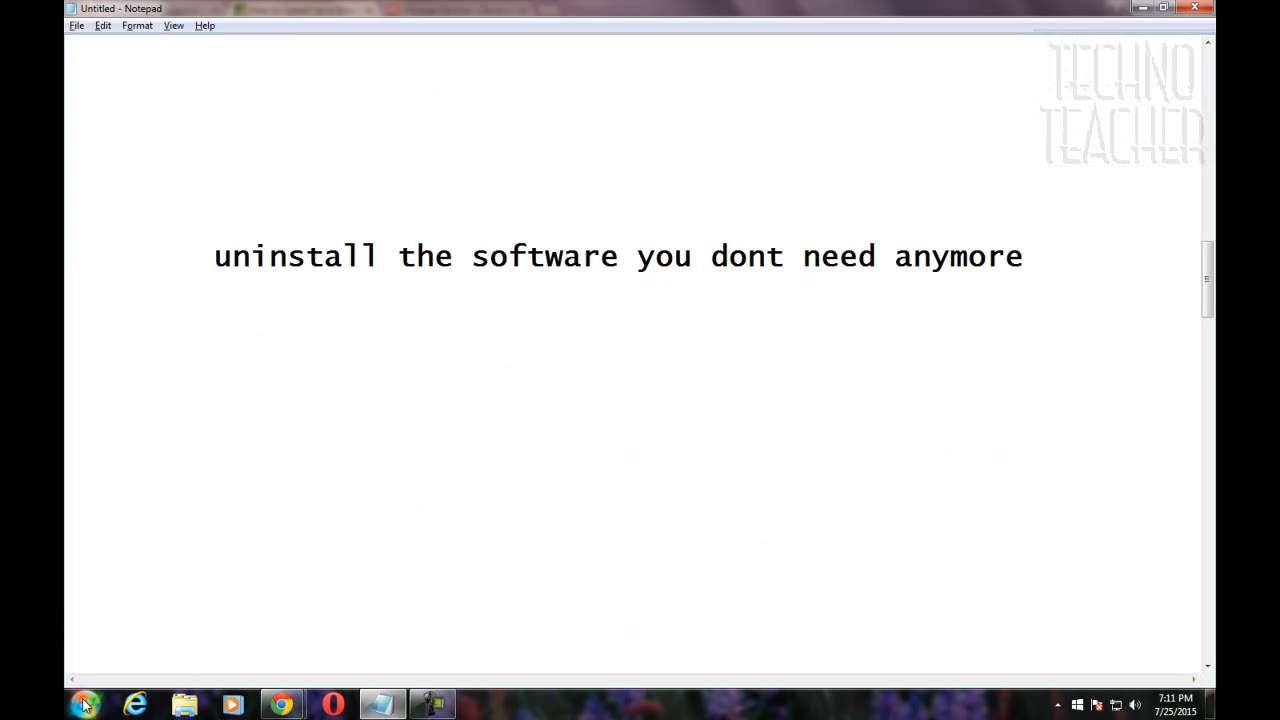 Untitled - Notepad
File Edit Format View Help
TECHNO
TEACHER
uninstall the software you dont need anymore
7:11 PM
7/25/2015